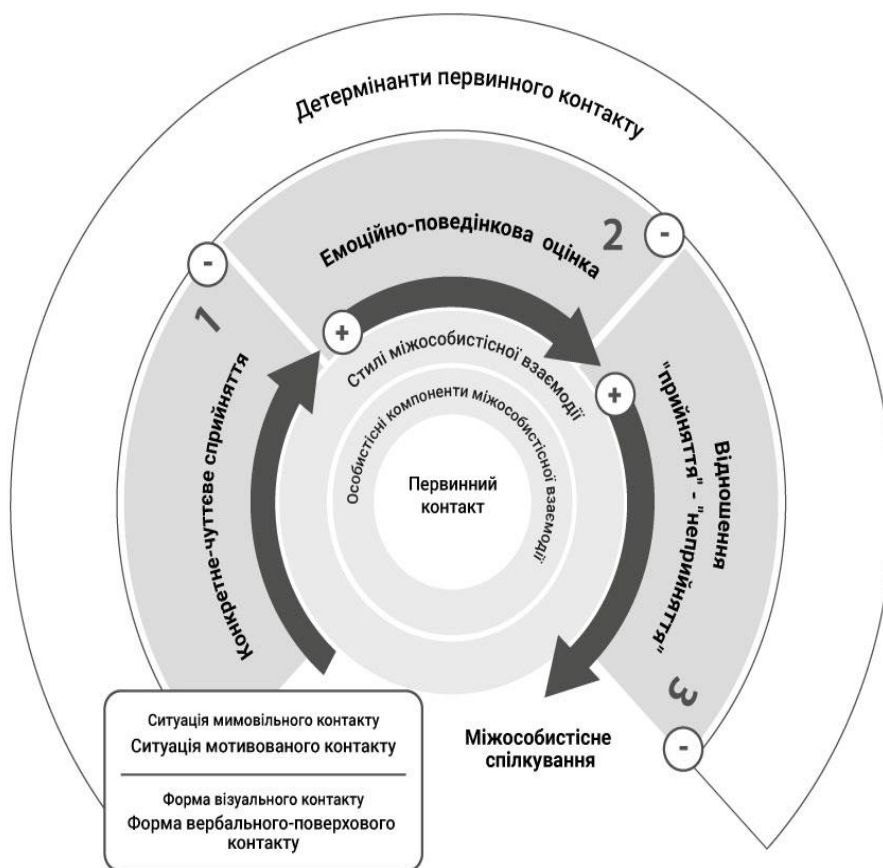 Детермінанти первинного контакту
-
-
Емоційно-поведінкова оцінка
2
1
Конкретне-чуттєве сприйняття
+
+
Стилі міжособистісної взаємодії
Особистісні компоненти міжособистісної взаємодії
Первинний
контакт
Відношення
"прийняття" - "неприйняття"
3
-
Ситуація мимовільного контакту
Ситуація мотивованого контакту
Форма візуального контакту
Форма вербального-поверхового
контакту
Міжособистісне
спілкування